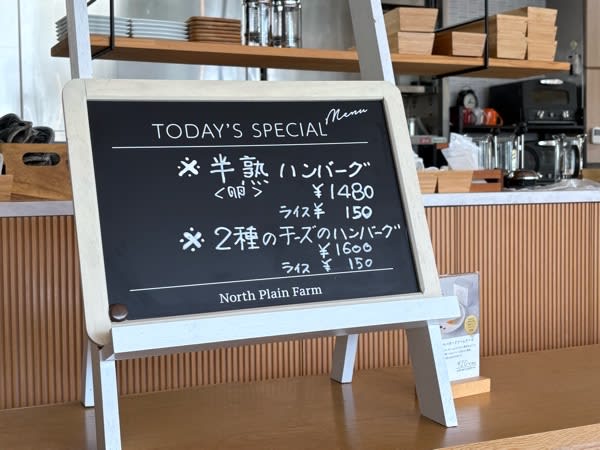 TODAY'S SPECIAL Menu
※ 半熟 ハンバーグ
<卵> ¥1480
ライス ¥ 150
※ 2種のチーズのハンバーグ
¥1600
ライス ¥ 150
North Plain Farm